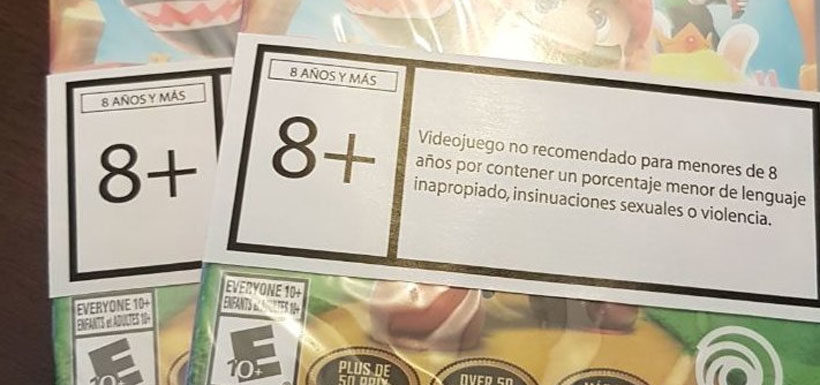 8 AÑOS Y MÁS
8+
8 AÑOS Y MÁS
8+
Videojuego no recomendado para menores de 8
años por contener un porcentaje menor de lenguaje
inapropiado, insinuaciones sexuales o violencia.
EVERYONE 10+
ENFANTS et ADULTES 10+
E
10+
EVERYONE 10+
ENFANTS
10+
E
10+
PLUS DE
50 PRIX
OVER 50